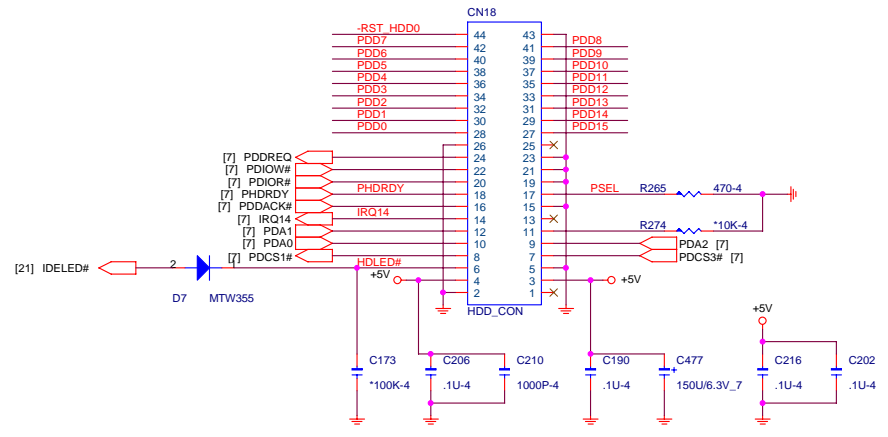 CN18
-RST_HDD0 44 43
PDD7 42 41 PDD8
PDD6 40 39 PDD9
PDD5 38 37 PDD10
PDD4 36 35 PDD11
PDD3 34 33 PDD12
PDD2 32 31 PDD13
PDD1 30 29 PDD14
PDD0 28 27 PDD15
26 25
[7] PDDREQ 24 23
[7] PDIOW# 22 21
[7] PDIOR# 20 19
[7] PHDRDY PHDRDY 18 17 PSEL R265 470-4
[7] PDDACK# 16 15
[7] IRQ14 IRQ14 14 13
[7] PDA1 12 11 R274 *10K-4
[7] PDA0 10 9 PDA2 [7]
[7] PDCS1# 8 7 PDCS3# [7]
[21] IDELED# 2 1 HDLED# 6 5
+5V 4 3 +5V
2 1
D7 MTW355
HDD_CON
+5V
C173 C206 C210 C190 C477 C216 C202
*100K-4 .1U-4 1000P-4 .1U-4 + 150U/6.3V_7 .1U-4 .1U-4